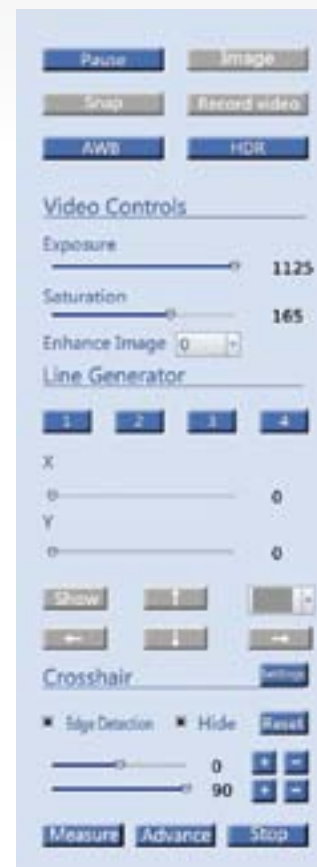 Pause Image
Snap Record video
AWB HDR
Video Controls
Exposure
1125
Saturation
165
Enhance Image 0
Line Generator
1 2 3 4
X
0
Y
0
Show ↑
← ↓ →
Crosshair Settings
Edge Detection Hide Reset
0 + -
90 + -
Measure Advance Stop